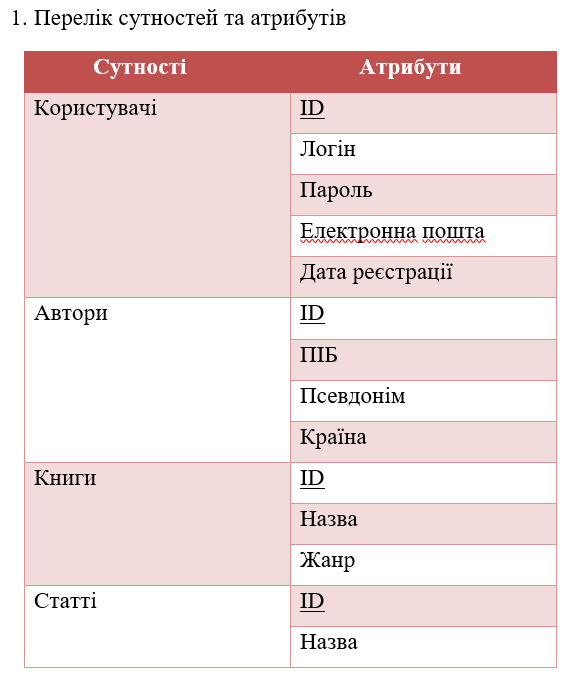 1. Перелік сутностей та атрибутів
Сутності Атрибути
Користувачі ID
Логін
Пароль
Електронна пошта
Дата реєстрації
Автори ID
ПІБ
Псевдонім
Країна
Книги ID
Назва
Жанр
Статті ID
Назва